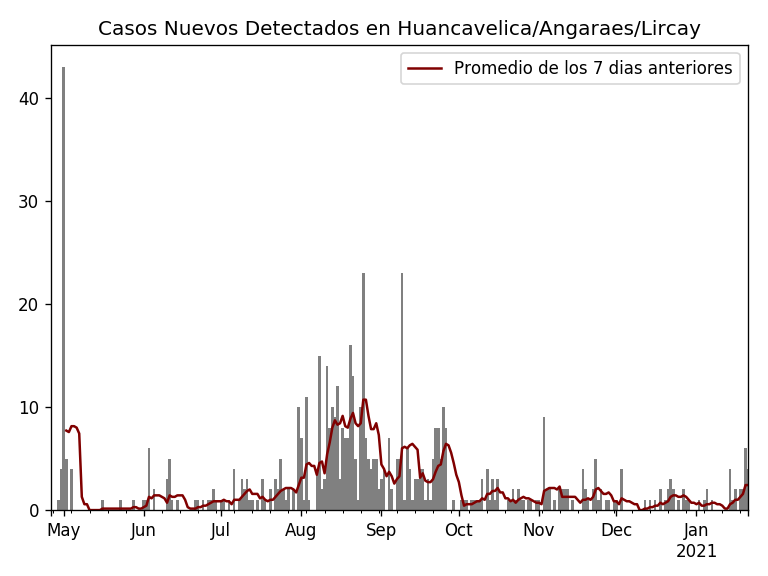 Casos Nuevos Detectados en Huancavelica/Angaraes/Lircay
Promedio de los 7 dias anteriores
40
30
20
10
0
May Jun Jul Aug Sep Oct Nov Dec Jan
2021